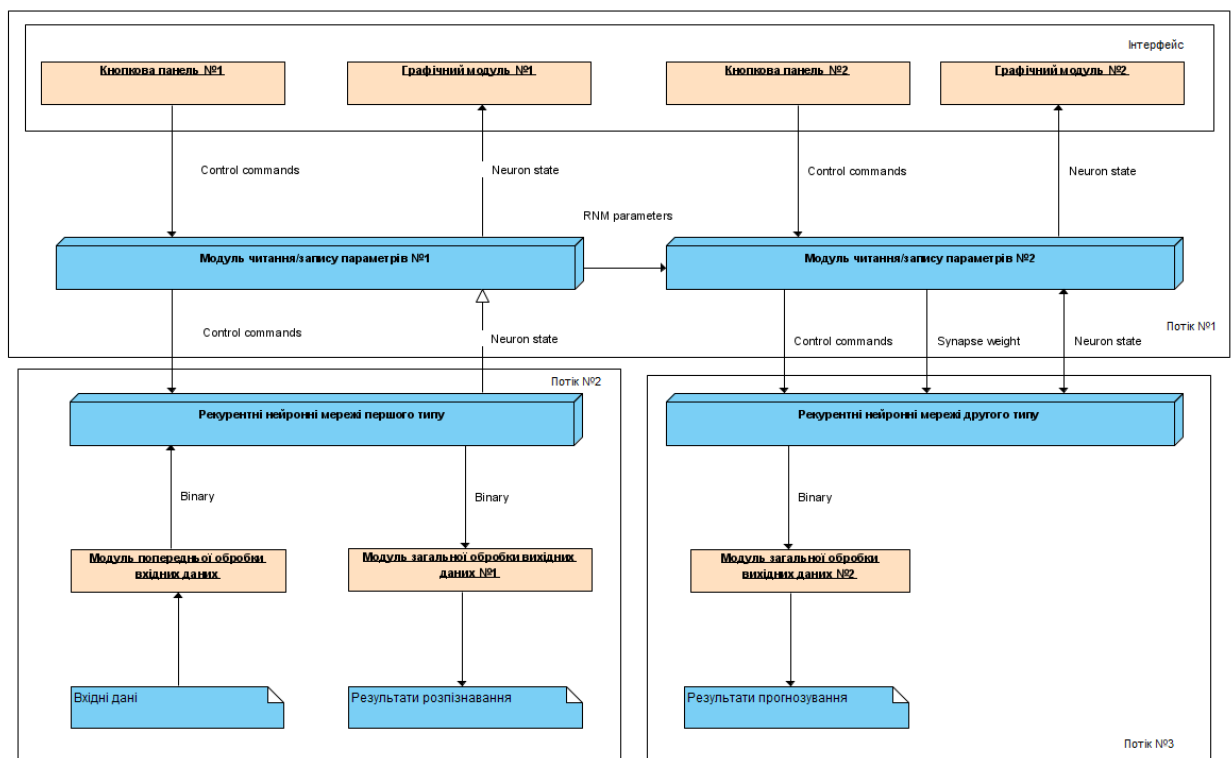 Інтерфейс
Кнопкова панель №1
Графічний модуль №1
Кнопкова панель №2
Графічний модуль №2
Control commands
Neuron state
Control commands
Neuron state
RNM parameters
Модуль читання/запису параметрів №1
Модуль читання/запису параметрів №2
Потік №1
Control commands
Neuron state
Control commands
Synapse weight
Neuron state
Потік №2
Рекурентні нейронні мережі першого типу
Рекурентні нейронні мережі другого типу
Binary
Binary
Binary
Модуль попередньої обробки
вхідних даних
Модуль загальної обробки вихідних
даних №1
Модуль загальної обробки
вихідних даних №2
Вхідні дані
Результати розпізнавання
Результати прогнозування
Потік №3